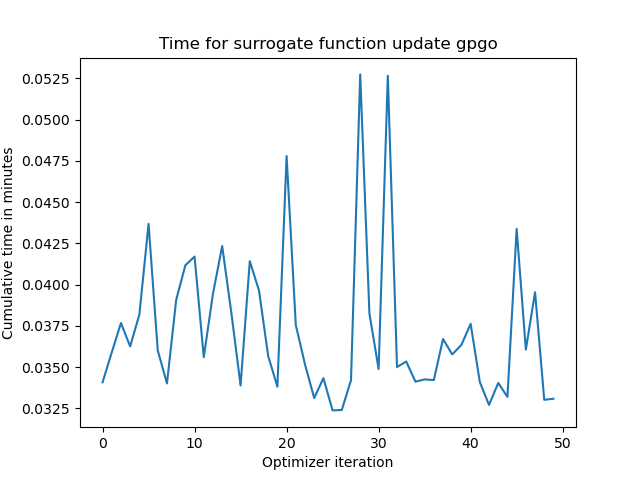 Time for surrogate function update gpgo
Cumulative time in minutes
0.0525
0.0500
0.0475
0.0450
0.0425
0.0400
0.0375
0.0350
0.0325
0 10 20 30 40 50
Optimizer iteration